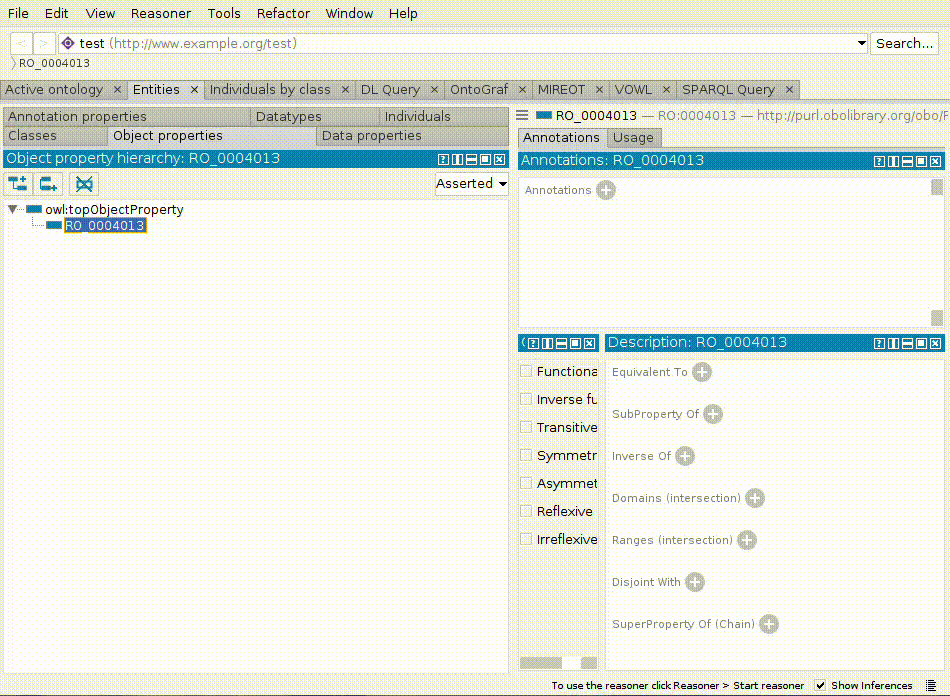 File Edit View Reasoner Tools Refactor Window Help
< > test (http://www.example.org/test) Search...
RO_0004013
Active ontology × Entities × Individuals by class × DL Query × OntoGraf × MIREOT × VOWL × SPARQL Query ×
Annotation properties Datatypes Individuals
Classes Object properties Data properties
Object property hierarchy: RO_0004013
Asserted
owl:topObjectProperty
RO_0004013
RO_0004013 — RO:0004013 — http://purl.obolibrary.org/obo/R
Annotations Usage
Annotations: RO_0004013
Annotations
Functiona
Inverse fu
Transitive
Symmetr
Asymmet
Reflexive
Irreflexive
Description: RO_0004013
Equivalent To
SubProperty Of
Inverse Of
Domains (intersection)
Ranges (intersection)
Disjoint With
SuperProperty Of (Chain)
To use the reasoner click Reasoner > Start reasoner Show Inferences